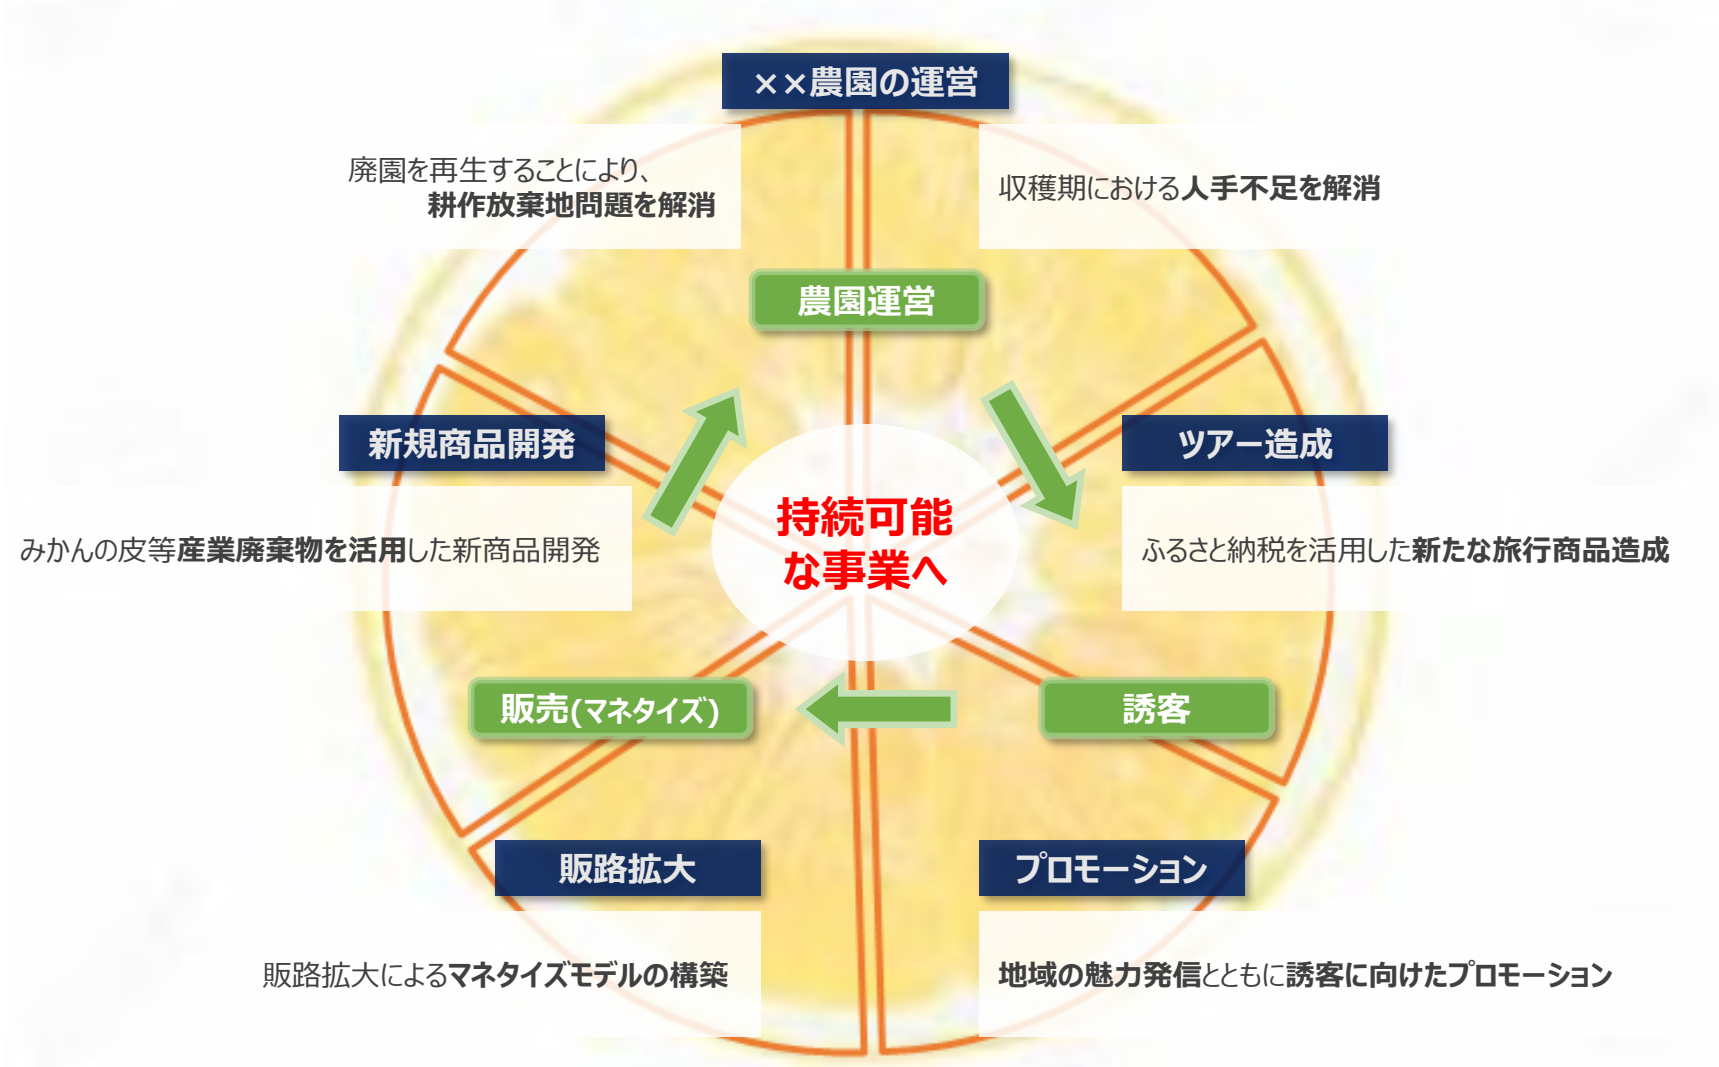 ××農園の運営
廃園を再生することにより、
耕作放棄地問題を解消
収穫期における人手不足を解消
農園運営
新規商品開発
ツアー造成
持続可能
な事業へ
みかんの皮等産業廃棄物を活用した新商品開発
ふるさと納税を活用した新たな旅行商品造成
販売(マネタイズ)
誘客
販路拡大
プロモーション
販路拡大によるマネタイズモデルの構築
地域の魅力発信とともに誘客に向けたプロモーション